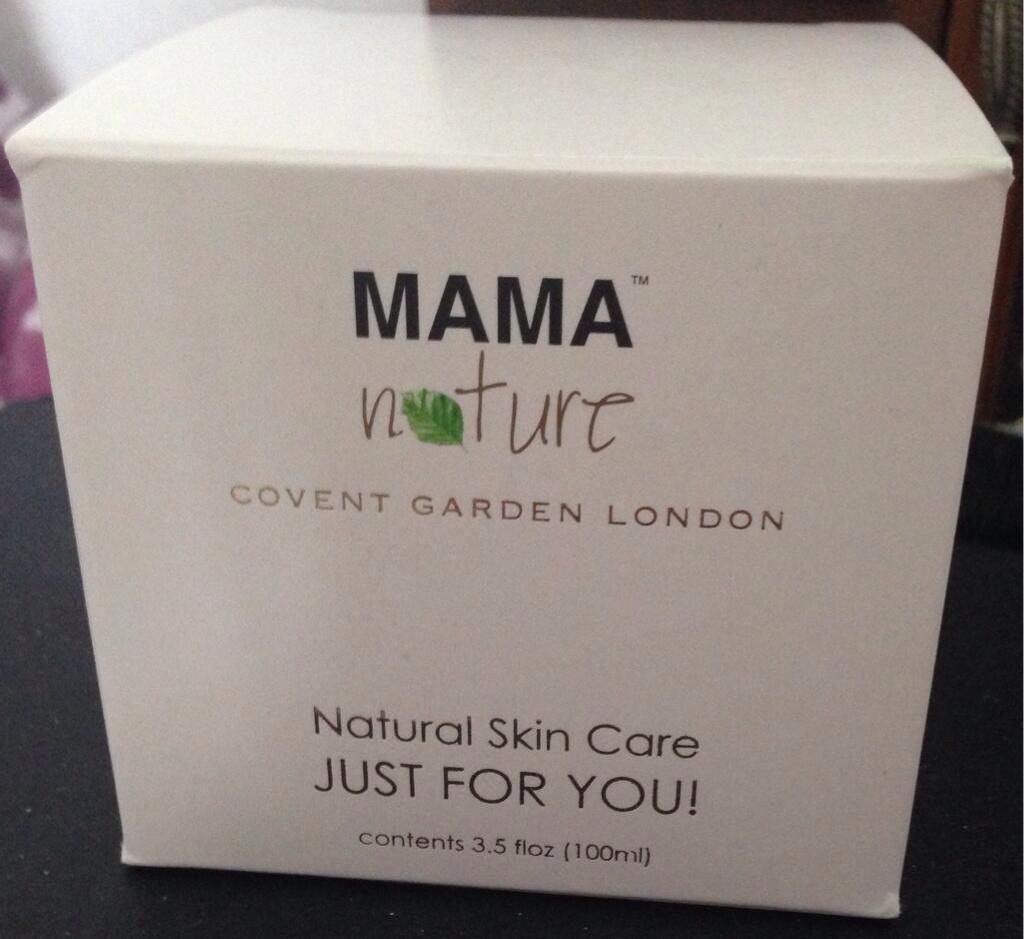 MAMA™
nature
COVENT GARDEN LONDON
Natural Skin Care
JUST FOR YOU!
contents 3.5 floz (100ml)